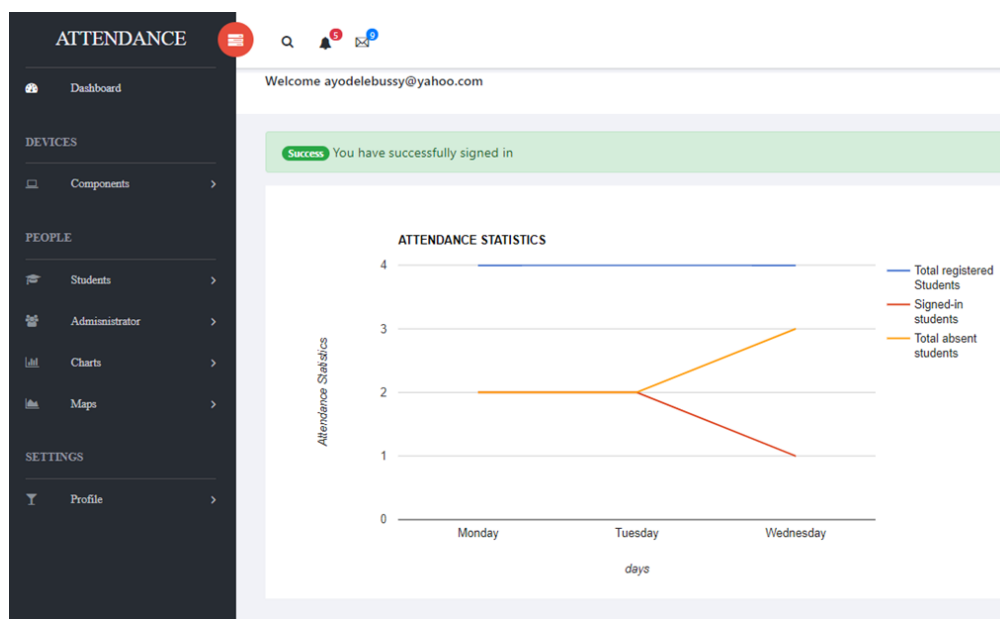 ATTENDANCE
5
9
Welcome ayodelebussy@yahoo.com
Dashboard
DEVICES
Components
PEOPLE
Students
Admisnistrator
Charts
Maps
SETTINGS
Profile
Success You have successfully signed in
ATTENDANCE STATISTICS
4
3
2
1
0
Attendance Statistics
Monday Tuesday Wednesday
days
Total registered
Students
Signed-in
students
Total absent
students